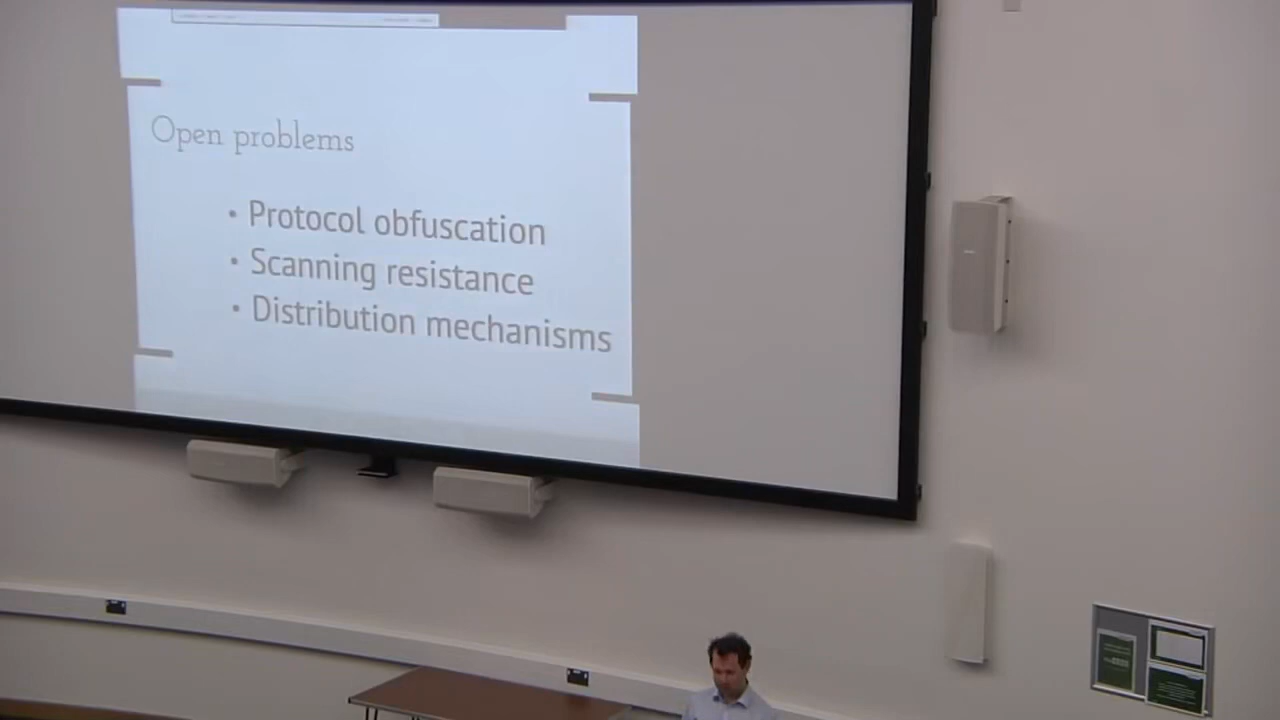 Open problems
• Protocol obfuscation
• Scanning resistance
• Distribution mechanisms